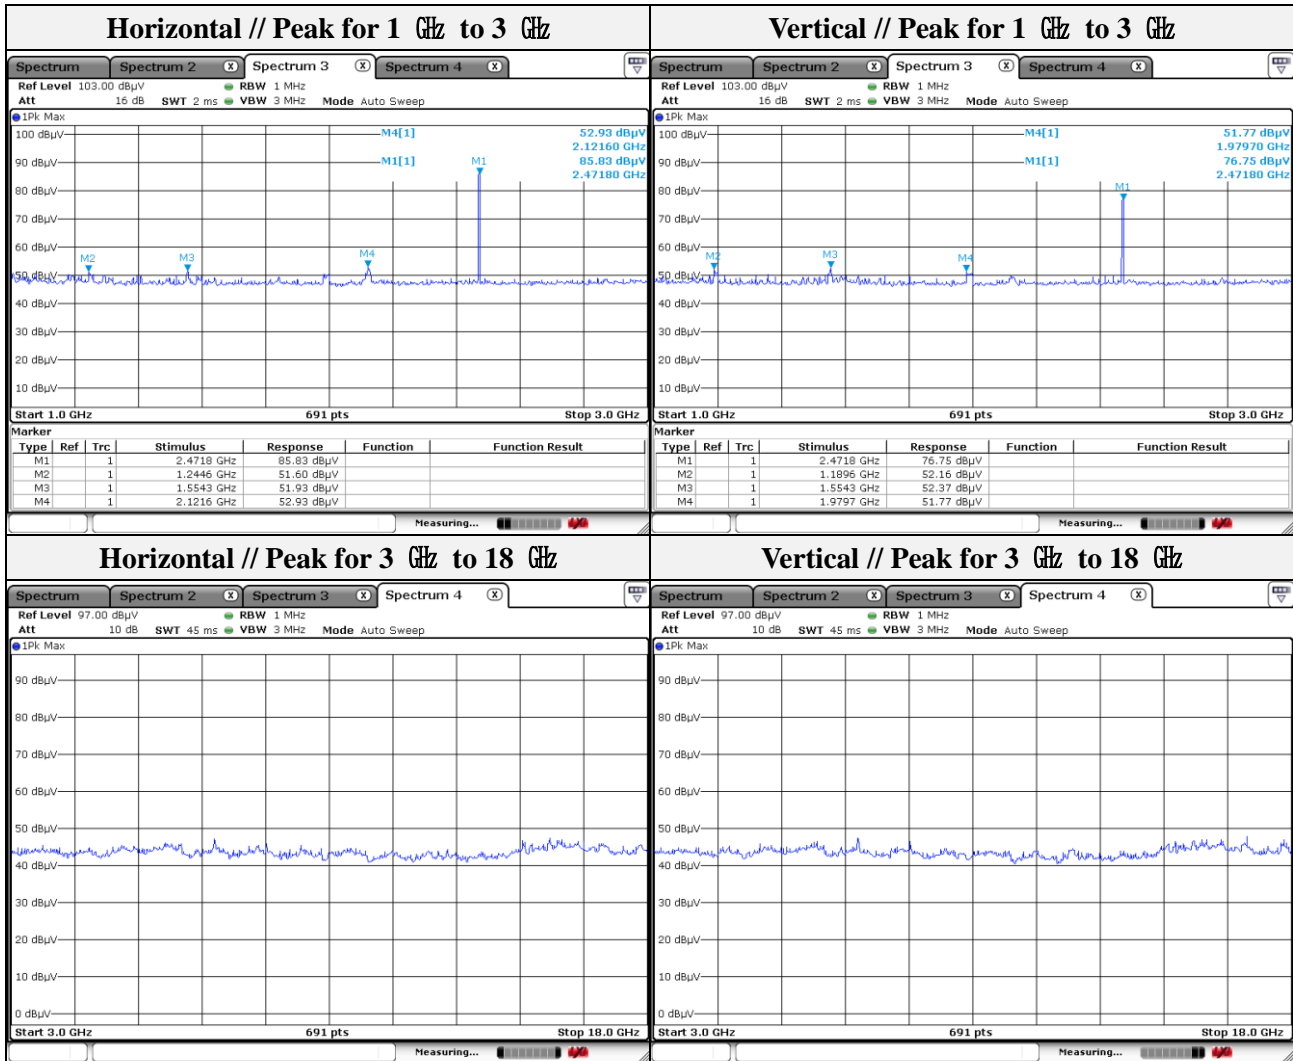 Horizontal // Peak for 1 ㎓ to 3 ㎓
Spectrum Spectrum 2 X Spectrum 3 X Spectrum 4 X
Ref Level 103.00 dBµV RBW 1 MHz
Att 16 dB SWT 2 ms VBW 3 MHz Mode Auto Sweep
1Pk Max
100 dBµV M4[1] 52.93 dBµV
2.12160 GHz
90 dBµV M1[1] M1 85.83 dBµV
2.47180 GHz
80 dBµV
70 dBµV
60 dBµV
M2 M3 M4
50 dBµV
40 dBµV
30 dBµV
20 dBµV
10 dBµV
Start 1.0 GHz 691 pts Stop 3.0 GHz
Marker
Type Ref Trc Stimulus Response Function Function Result
M1 1 2.4718 GHz 85.83 dBµV
M2 1 1.2446 GHz 51.60 dBµV
M3 1 1.5543 GHz 51.93 dBµV
M4 1 2.1216 GHz 52.93 dBµV
Measuring...
Vertical // Peak for 1 ㎓ to 3 ㎓
Spectrum Spectrum 2 X Spectrum 3 X Spectrum 4 X
Ref Level 103.00 dBµV RBW 1 MHz
Att 16 dB SWT 2 ms VBW 3 MHz Mode Auto Sweep
1Pk Max
100 dBµV M4[1] 51.77 dBµV
1.97970 GHz
90 dBµV M1[1] 76.75 dBµV
2.47180 GHz
80 dBµV M1
70 dBµV
60 dBµV
M2 M3 M4
50 dBµV
40 dBµV
30 dBµV
20 dBµV
10 dBµV
Start 1.0 GHz 691 pts Stop 3.0 GHz
Marker
Type Ref Trc Stimulus Response Function Function Result
M1 1 2.4718 GHz 76.75 dBµV
M2 1 1.1896 GHz 52.16 dBµV
M3 1 1.5543 GHz 52.37 dBµV
M4 1 1.9797 GHz 51.77 dBµV
Measuring...
Horizontal // Peak for 3 ㎓ to 18 ㎓
Spectrum Spectrum 2 X Spectrum 3 X Spectrum 4 X
Ref Level 97.00 dBµV RBW 1 MHz
Att 10 dB SWT 45 ms VBW 3 MHz Mode Auto Sweep
1Pk Max
90 dBµV
80 dBµV
70 dBµV
60 dBµV
50 dBµV
40 dBµV
30 dBµV
20 dBµV
10 dBµV
0 dBµV
Start 3.0 GHz 691 pts Stop 18.0 GHz
Measuring...
Vertical // Peak for 3 ㎓ to 18 ㎓
Spectrum Spectrum 2 X Spectrum 3 X Spectrum 4 X
Ref Level 97.00 dBµV RBW 1 MHz
Att 10 dB SWT 45 ms VBW 3 MHz Mode Auto Sweep
1Pk Max
90 dBµV
80 dBµV
70 dBµV
60 dBµV
50 dBµV
40 dBµV
30 dBµV
20 dBµV
10 dBµV
0 dBµV
Start 3.0 GHz 691 pts Stop 18.0 GHz
Measuring...